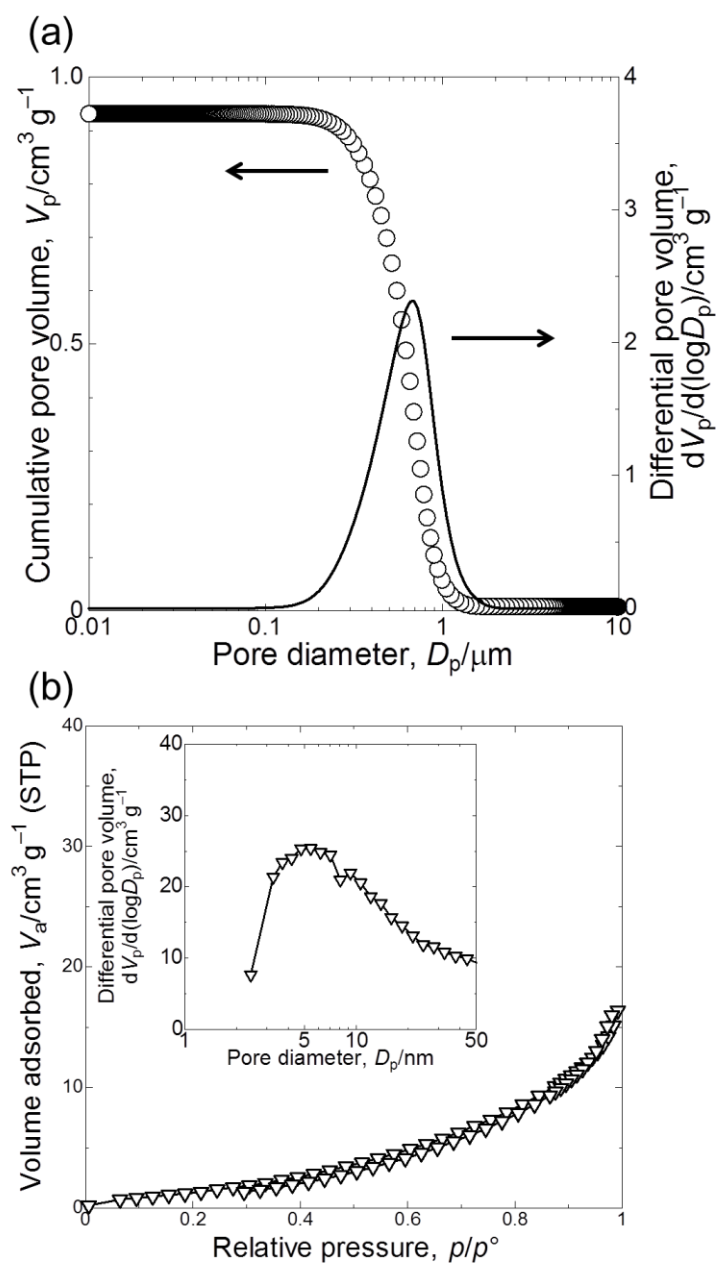 (a)
Cumulative pore volume, Vp/cm³ g⁻¹
1.0
0.5
0
4
3
2
1
0
Differential pore volume,
dVp/d(logDp)/cm³ g⁻¹
0.01
0.1
1
10
Pore diameter, Dp/μm
(b)
Volume adsorbed, Va/cm³ g⁻¹ (STP)
40
30
20
10
0
Differential pore volume,
dVp/d(logDp)/cm³ g⁻¹
40
30
20
10
0
1
5
10
50
Pore diameter, Dp/nm
0
0.2
0.4
0.6
0.8
1
Relative pressure, p/p°